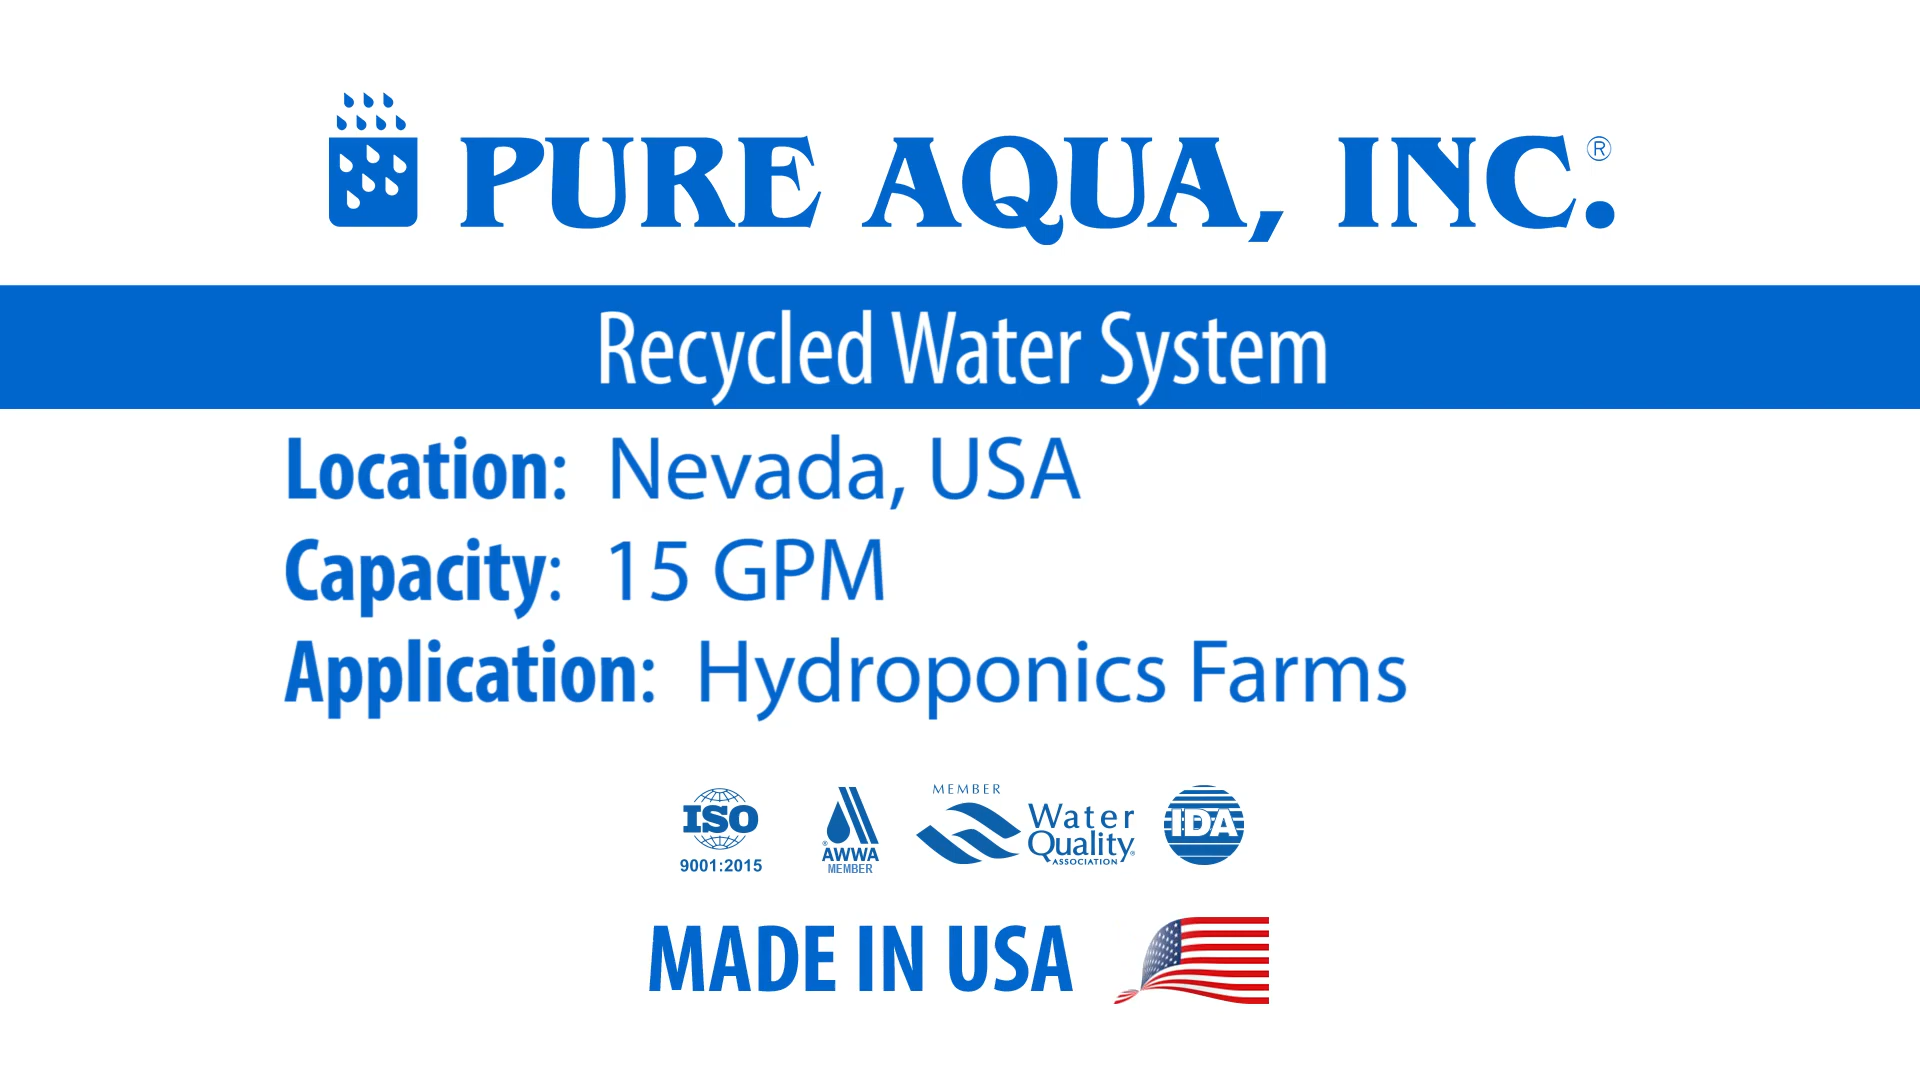 PURE AQUA, INC.®
Recycled Water System
Location: Nevada, USA
Capacity: 15 GPM
Application: Hydroponics Farms
ISO
9001:2015
® AWWA
MEMBER
MEMBER
Water
Quality®
ASSOCIATION
IDA
MADE IN USA